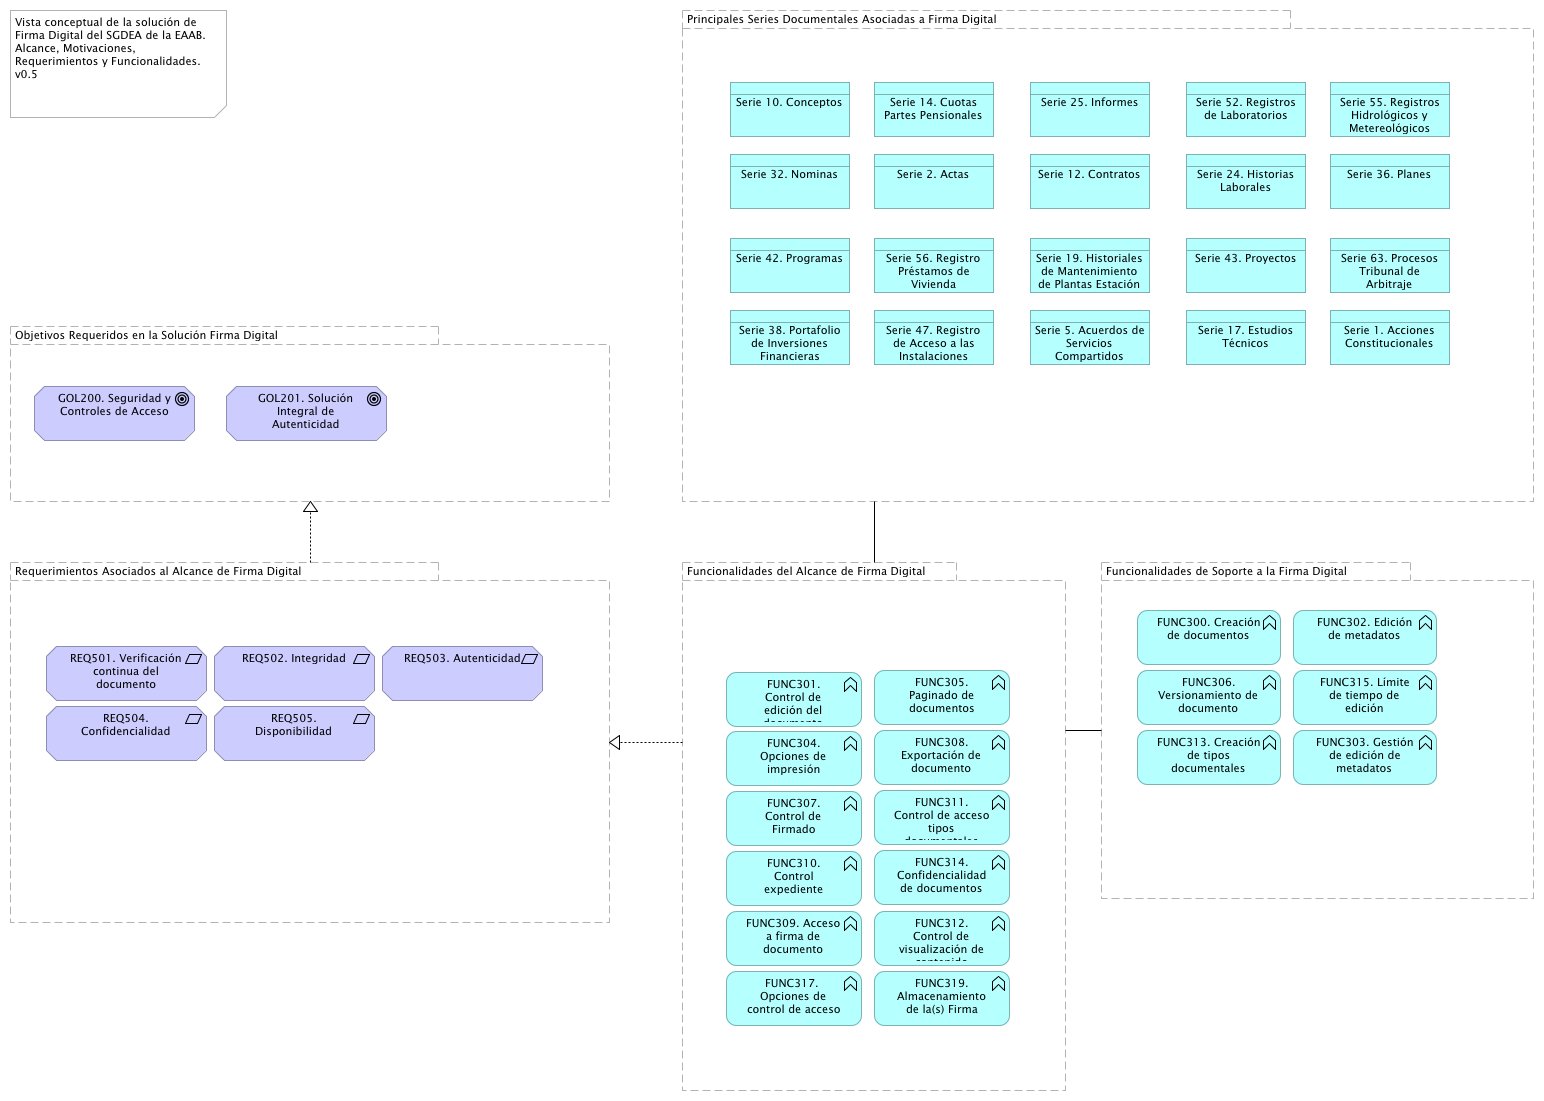 Vista conceptual de la solución de
Firma Digital del SGDEA de la EAAB.
Alcance, Motivaciones,
Requerimientos y Funcionalidades.
v0.5
Principales Series Documentales Asociadas a Firma Digital
Serie 10. Conceptos
Serie 14. Cuotas
Partes Pensionales
Serie 25. Informes
Serie 52. Registros
de Laboratorios
Serie 55. Registros
Hidrológicos y
Metereológicos
Serie 32. Nominas
Serie 2. Actas
Serie 12. Contratos
Serie 24. Historias
Laborales
Serie 36. Planes
Serie 42. Programas
Serie 56. Registro
Préstamos de
Vivienda
Serie 19. Historiales
de Mantenimiento
de Plantas Estación
Serie 43. Proyectos
Serie 63. Procesos
Tribunal de
Arbitraje
Serie 38. Portafolio
de Inversiones
Financieras
Serie 47. Registro
de Acceso a las
Instalaciones
Serie 5. Acuerdos de
Servicios
Compartidos
Serie 17. Estudios
Técnicos
Serie 1. Acciones
Constitucionales
Objetivos Requeridos en la Solución Firma Digital
GOL200. Seguridad y
Controles de Acceso
GOL201. Solución
Integral de
Autenticidad
Requerimientos Asociados al Alcance de Firma Digital
REQ501. Verificación
continua del
documento
REQ502. Integridad
REQ503. Autenticidad
REQ504.
Confidencialidad
REQ505.
Disponibilidad
Funcionalidades del Alcance de Firma Digital
FUNC301.
Control de
edición del
FUNC305.
Paginado de
documentos
FUNC304.
Opciones de
impresión
FUNC308.
Exportación de
documento
FUNC307.
Control de
Firmado
FUNC311.
Control de acceso
tipos
FUNC310.
Control
expediente
FUNC314.
Confidencialidad
de documentos
FUNC309. Acceso
a firma de
documento
FUNC312.
Control de
visualización de
FUNC317.
Opciones de
control de acceso
FUNC319.
Almacenamiento
de la(s) Firma
Funcionalidades de Soporte a la Firma Digital
FUNC300. Creación
de documentos
FUNC302. Edición
de metadatos
FUNC306.
Versionamiento de
documento
FUNC315. Límite
de tiempo de
edición
FUNC313. Creación
de tipos
documentales
FUNC303. Gestión
de edición de
metadatos